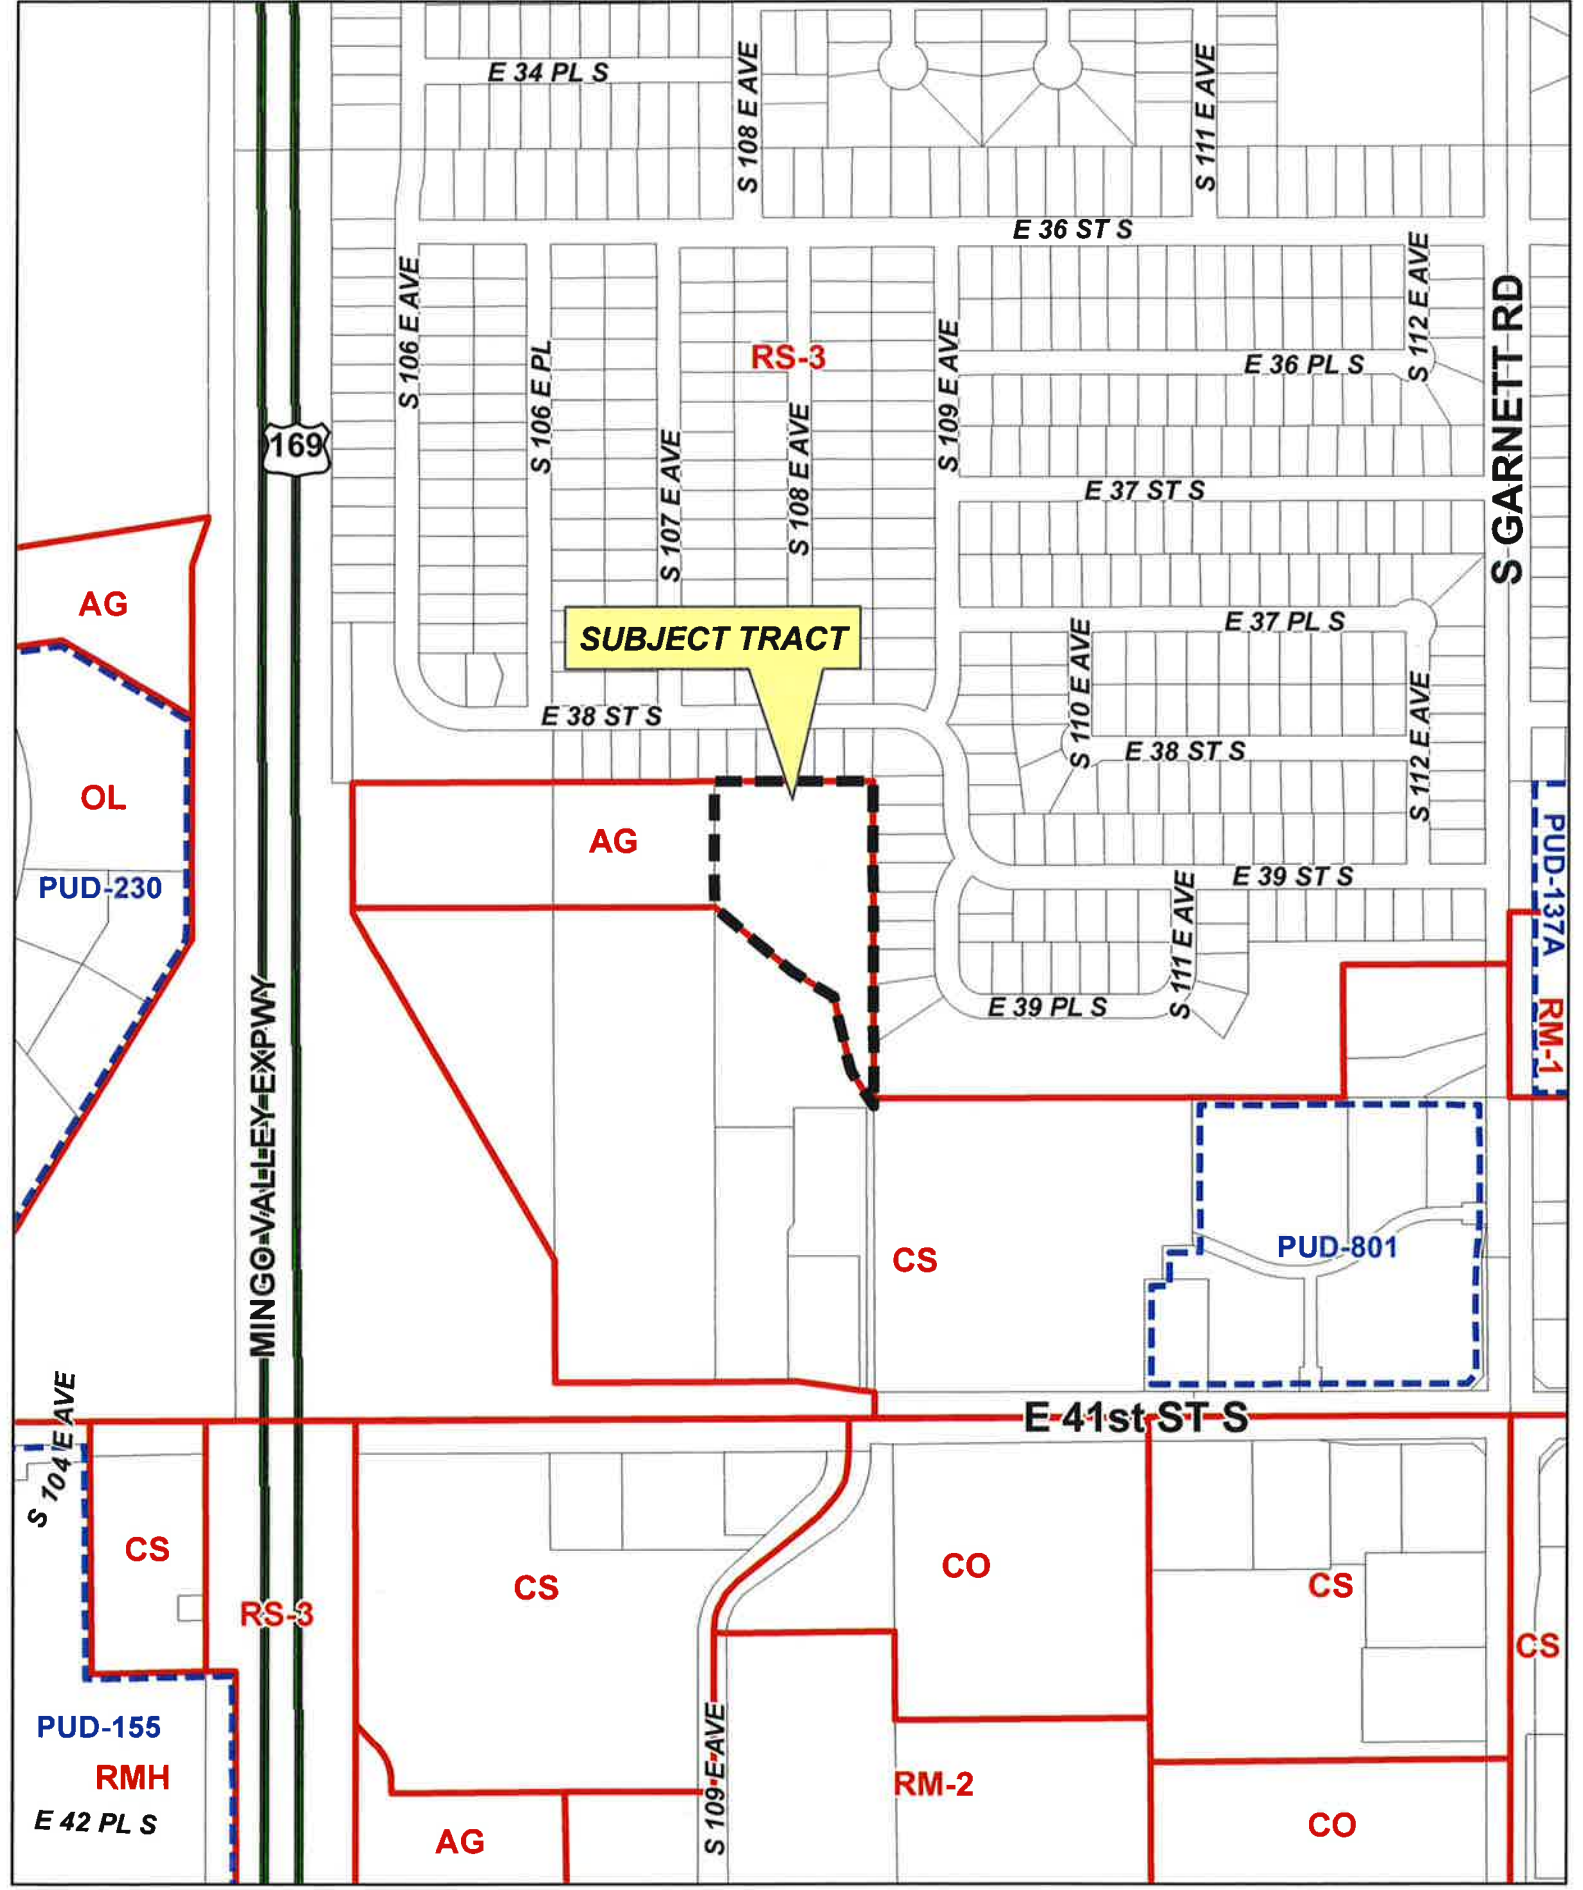 E 34 PL S
S 108 E AVE
S 111 E AVE
E 36 ST S
S 106 E AVE
S 112 E AVE
S GARNETT RD
S 106 E PL
RS-3
S 109 E AVE
E 36 PL S
169
S 107 E AVE
S 108 E AVE
E 37 ST S
AG
SUBJECT TRACT
E 37 PL S
S 110 E AVE
E 38 ST S
E 38 ST S
S 112 E AVE
OL
AG
PUD-230
PUD-137A
E 39 ST S
S 111 E AVE
E 39 PL S
RM-1
MINGO VALLEY EXPWY
CS
PUD-801
S 104 E AVE
E 41st ST S
CS
RS-3
CS
CO
CS
CS
PUD-155
RMH
E 42 PL S
S 109 E AVE
RM-2
AG
CO